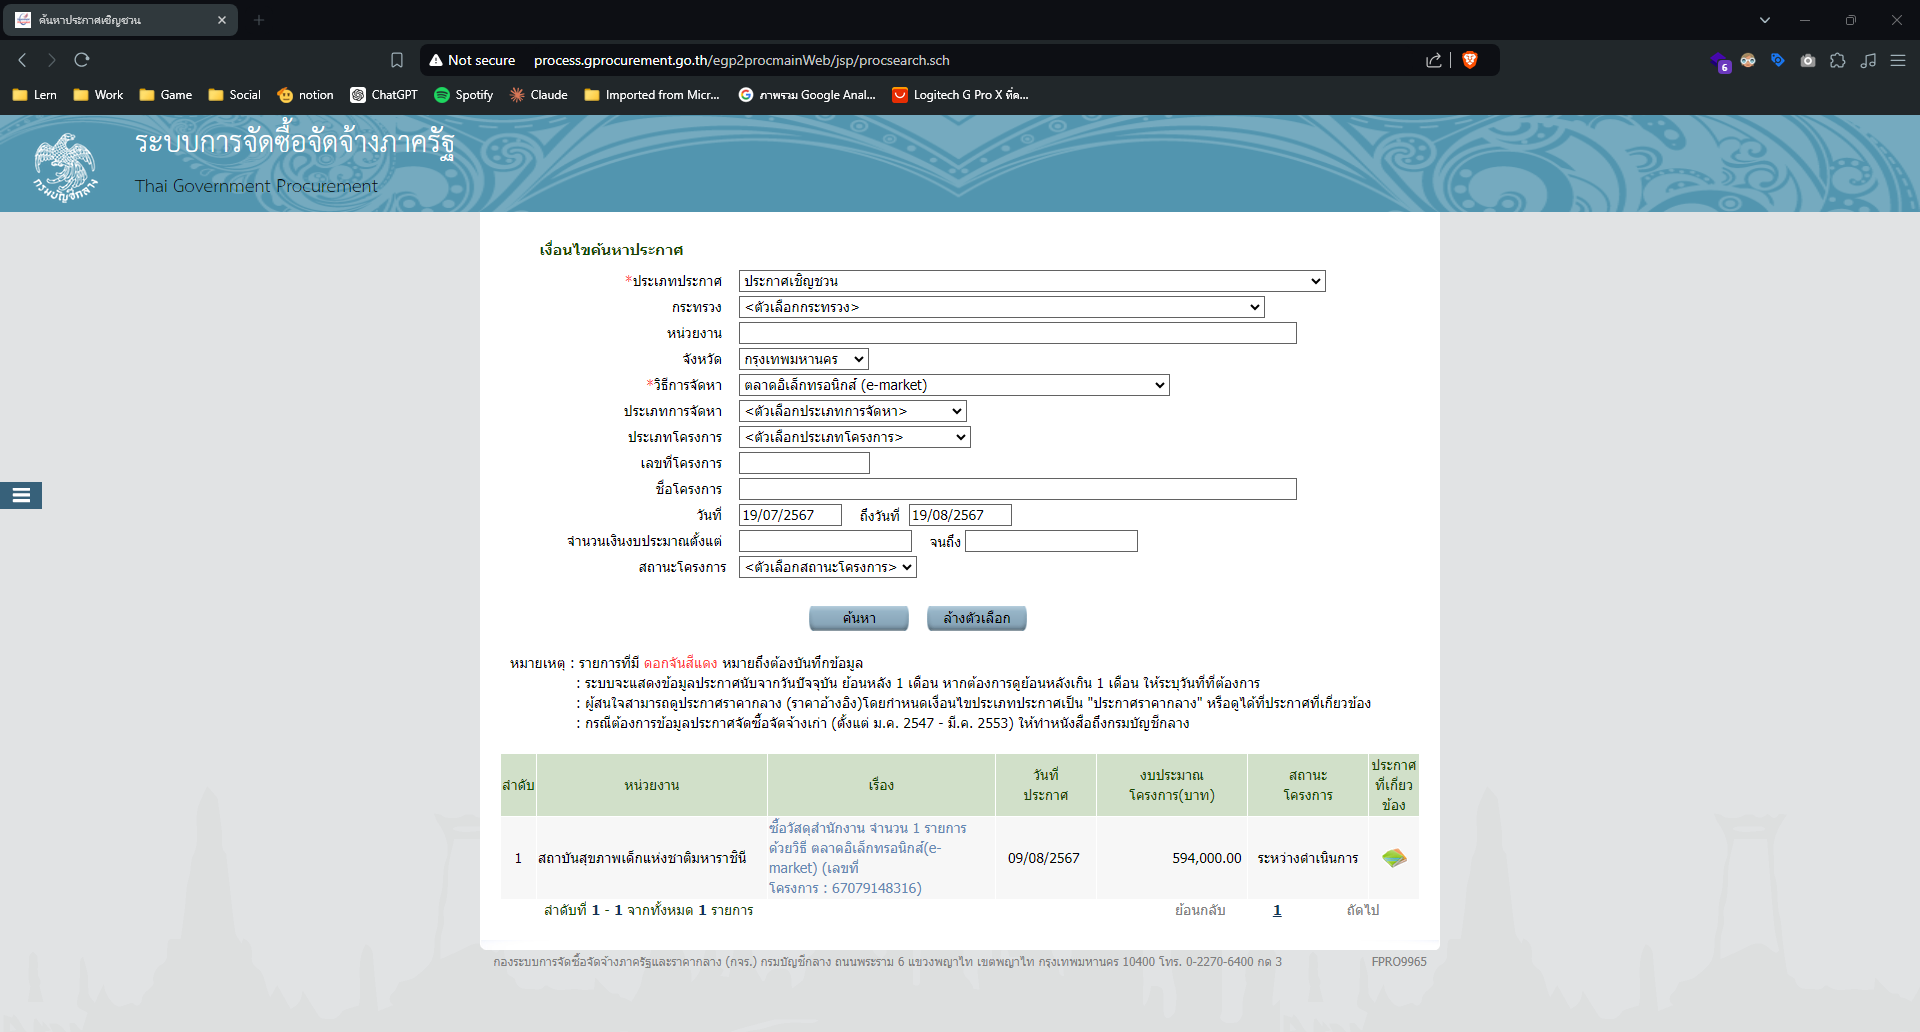 ค้นหาประกาศเชิญชวน
Not secure process.gprocurement.go.th/egp2procmainWeb/jsp/procsearch.sch
6
Lern Work Game Social notion ChatGPT Spotify Claude Imported from Micr... ภาพรวม Google Anal... Logitech G Pro X ที่ค...
ระบบการจัดซื้อจัดจ้างภาครัฐ
Thai Government Procurement
กรมบัญชีกลาง
เงื่อนไขค้นหาประกาศ
*ประเภทประกาศ ประกาศเชิญชวน
กระทรวง <ตัวเลือกกระทรวง>
หน่วยงาน
จังหวัด กรุงเทพมหานคร
*วิธีการจัดหา ตลาดอิเล็กทรอนิกส์ (e-market)
ประเภทการจัดหา <ตัวเลือกประเภทการจัดหา>
ประเภทโครงการ <ตัวเลือกประเภทโครงการ>
เลขที่โครงการ
ชื่อโครงการ
วันที่ 19/07/2567 ถึงวันที่ 19/08/2567
จำนวนเงินงบประมาณตั้งแต่ จนถึง
สถานะโครงการ <ตัวเลือกสถานะโครงการ>
ค้นหา ล้างตัวเลือก
หมายเหตุ : รายการที่มี ดอกจันสีแดง หมายถึงต้องบันทึกข้อมูล
: ระบบจะแสดงข้อมูลประกาศนับจากวันปัจจุบัน ย้อนหลัง 1 เดือน หากต้องการดูย้อนหลังเกิน 1 เดือน ให้ระบุวันที่ที่ต้องการ
: ผู้สนใจสามารถดูประกาศราคากลาง (ราคาอ้างอิง)โดยกำหนดเงื่อนไขประเภทประกาศเป็น "ประกาศราคากลาง" หรือดูได้ที่ประกาศที่เกี่ยวข้อง
: กรณีต้องการข้อมูลประกาศจัดซื้อจัดจ้างเก่า (ตั้งแต่ ม.ค. 2547 - มี.ค. 2553) ให้ทำหนังสือถึงกรมบัญชีกลาง
ลำดับ
หน่วยงาน
เรื่อง
วันที่
ประกาศ
งบประมาณ
โครงการ(บาท)
สถานะ
โครงการ
ประกาศ
ที่เกี่ยว
ข้อง
1
สถาบันสุขภาพเด็กแห่งชาติมหาราชินี
ซื้อวัสดุสำนักงาน จำนวน 1 รายการ
ด้วยวิธี ตลาดอิเล็กทรอนิกส์(e-
market) (เลขที่
โครงการ : 67079148316)
09/08/2567
594,000.00
ระหว่างดำเนินการ
ลำดับที่ 1 - 1 จากทั้งหมด 1 รายการ ย้อนกลับ 1 ถัดไป
กองระบบการจัดซื้อจัดจ้างภาครัฐและราคากลาง (กจร.) กรมบัญชีกลาง ถนนพระราม 6 แขวงพญาไท เขตพญาไท กรุงเทพมหานคร 10400 โทร. 0-2270-6400 กด 3 FPRO9965